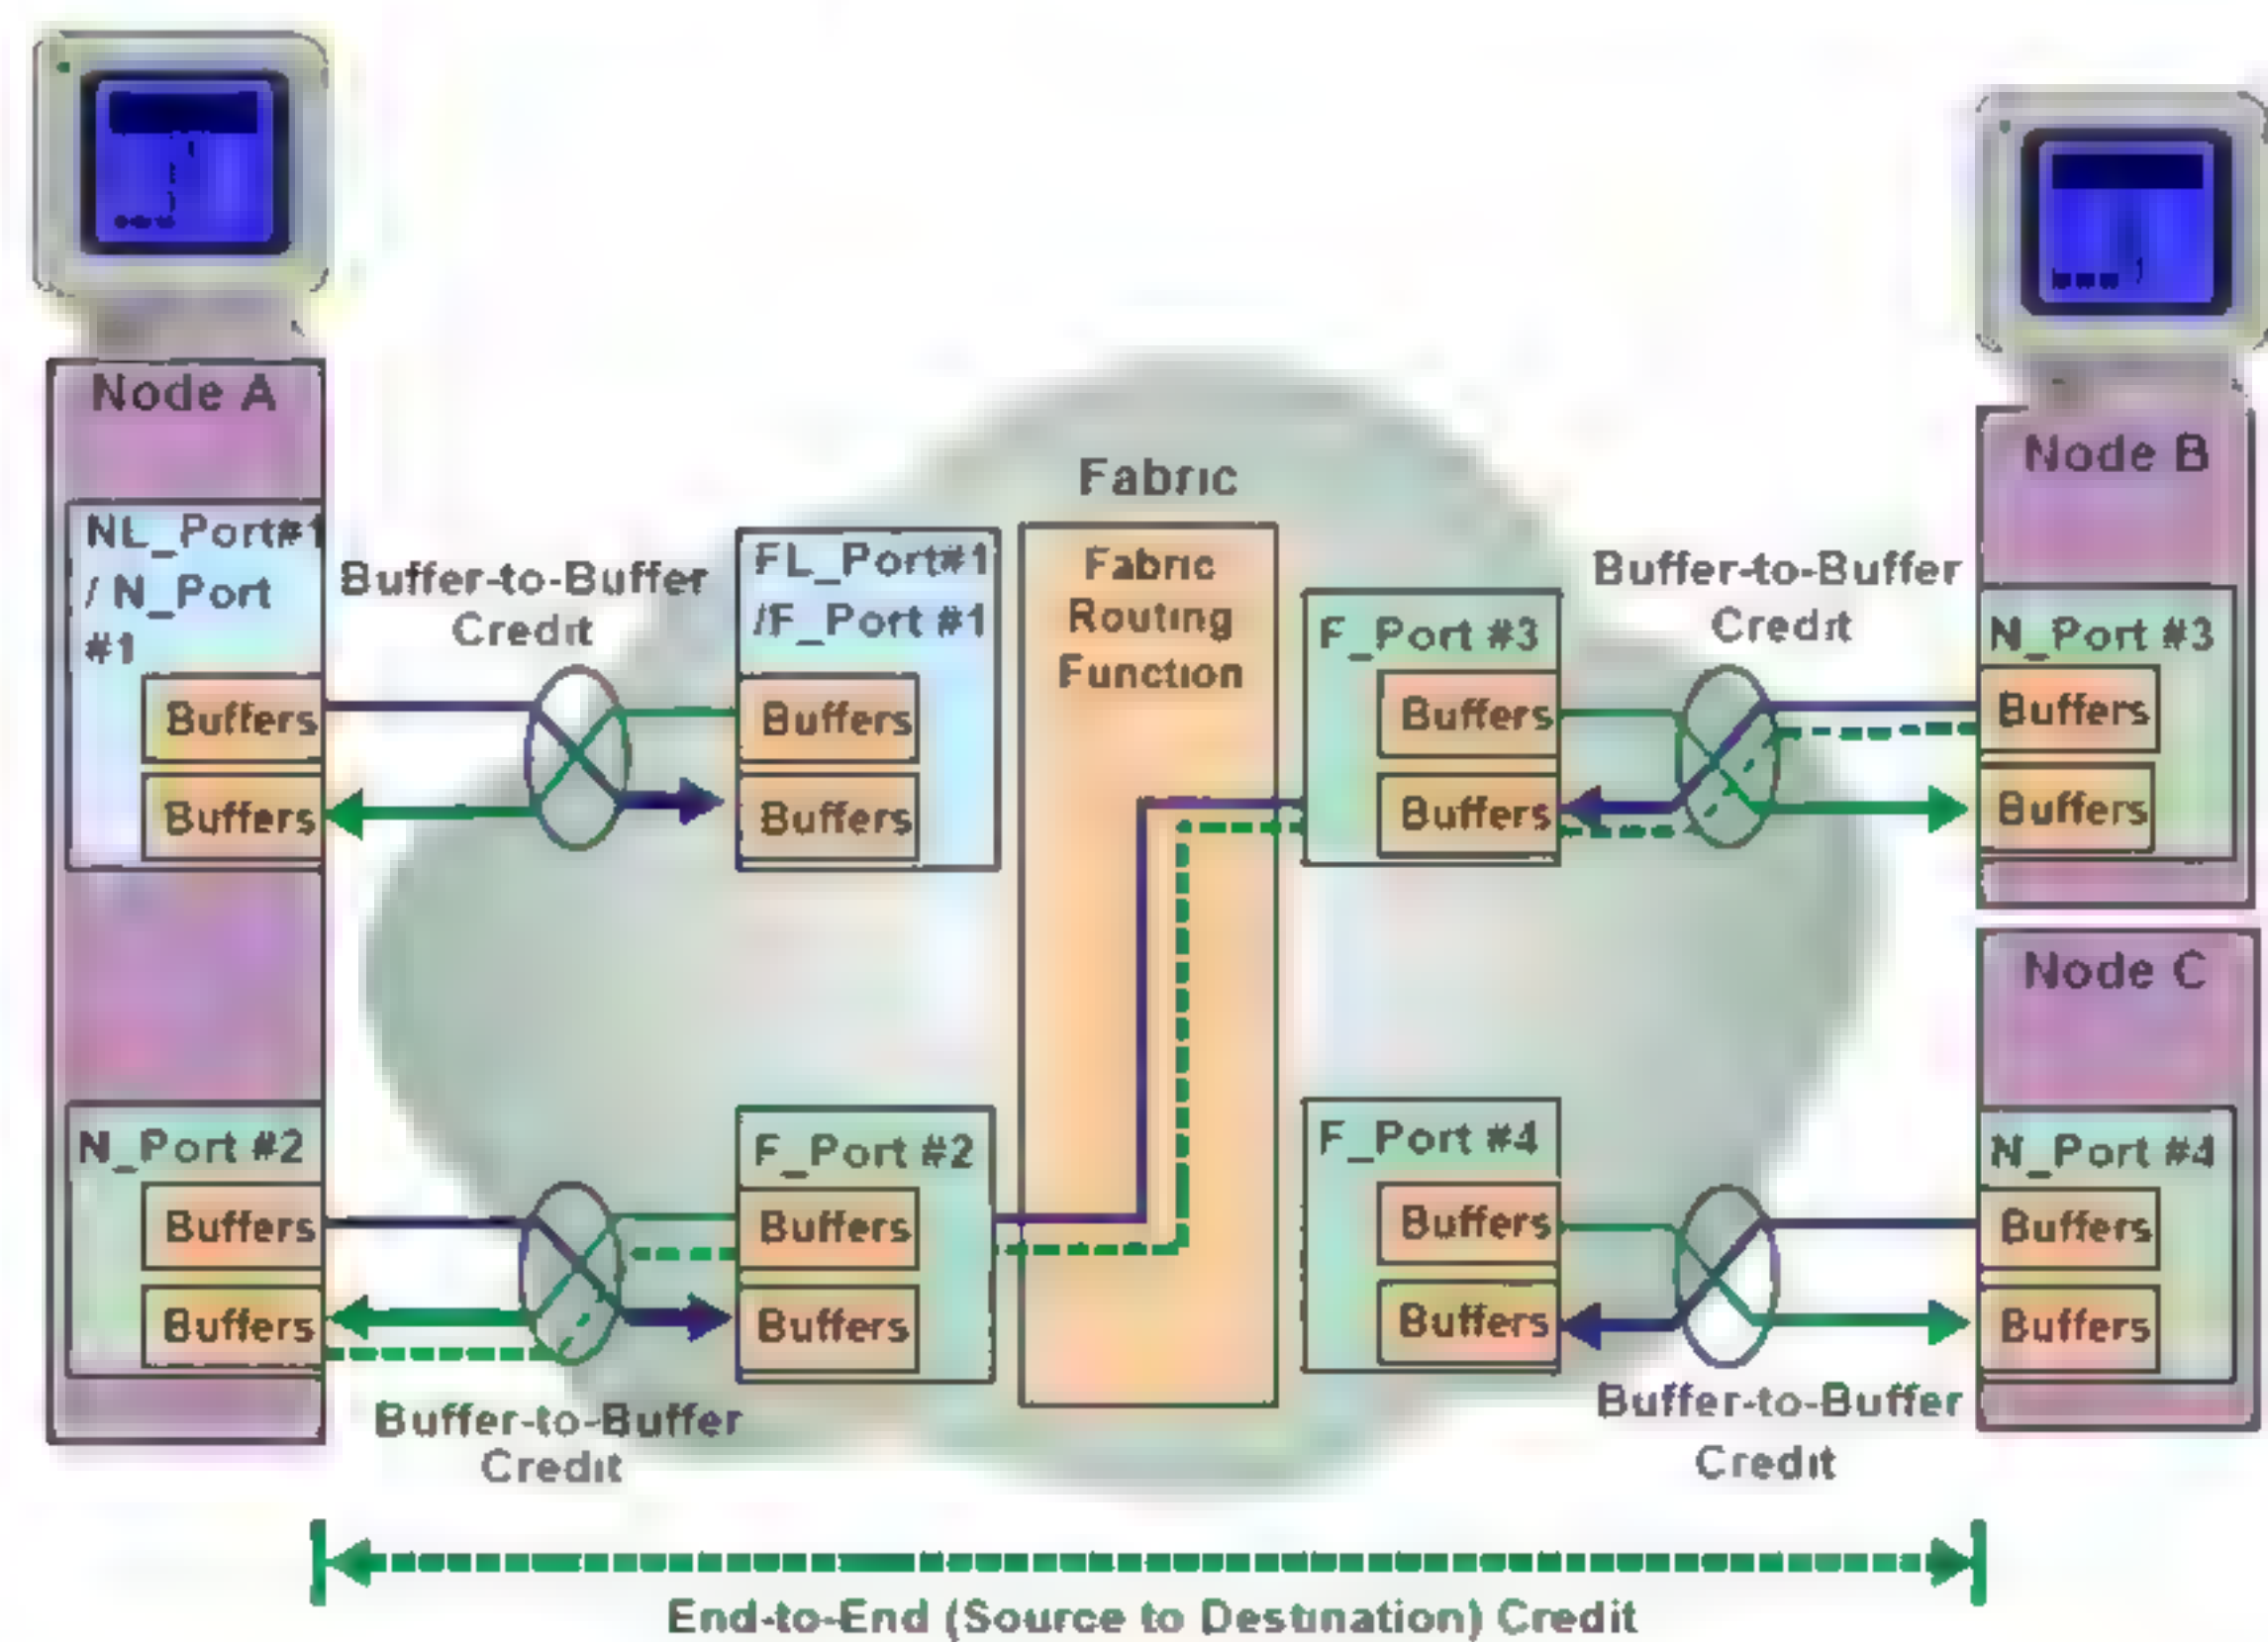 Node A
NL_Port#1
/ N_Port
#1
Buffers
Buffers
N_Port #2
Buffers
Buffers
Buffer-to-Buffer
Credit
Buffer-to-Buffer
Credit
Fabric
FL_Port#1
/F_Port #1
Buffers
Buffers
F_Port #2
Buffers
Buffers
Fabric
Routing
Function
F_Port #3
Buffers
Buffers
F_Port #4
Buffers
Buffers
Buffer-to-Buffer
Credit
Buffer-to-Buffer
Credit
Node B
N_Port #3
Buffers
Buffers
Node C
N_Port #4
Buffers
Buffers
End-to-End (Source to Destination) Credit